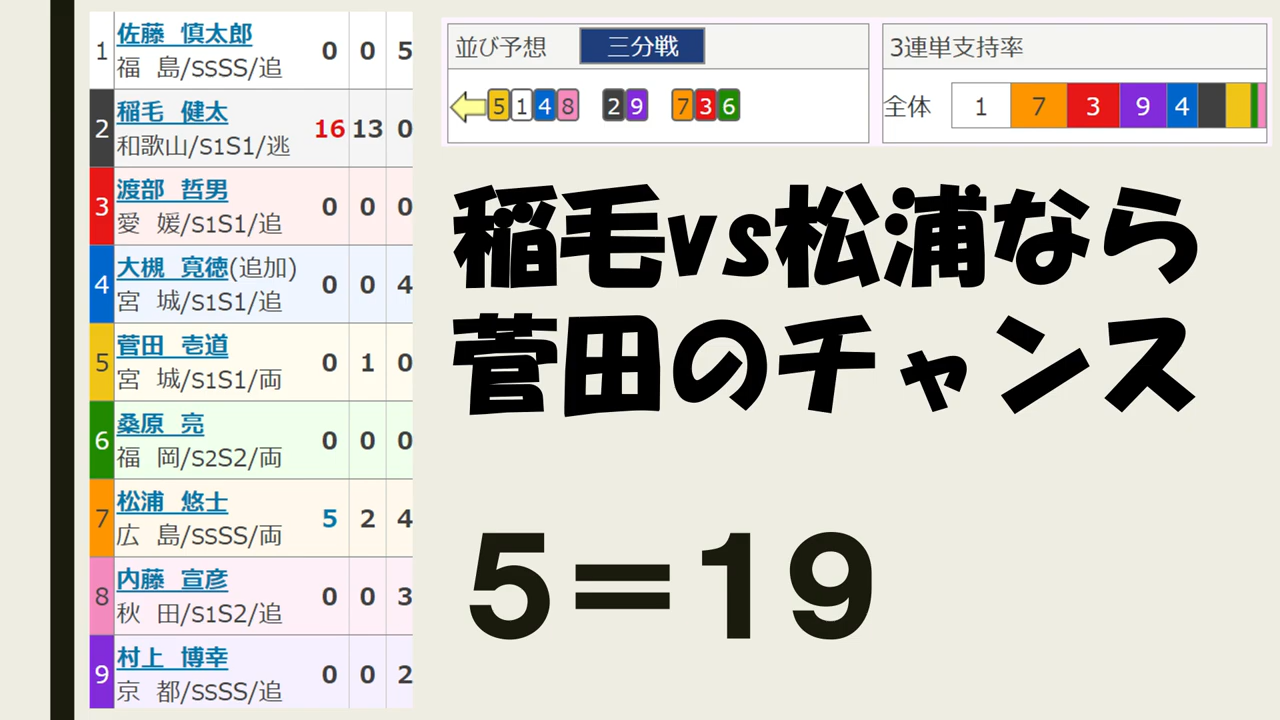 1 佐藤 慎太郎 0 0 5
福 島/SSSS/追
2 稲毛 健太 16 13 0
和歌山/S1S1/逃
3 渡部 哲男 0 0 0
愛 媛/S1S1/追
4 大槻 寛徳(追加) 0 0 4
宮 城/S1S1/追
5 菅田 壱道 0 1 0
宮 城/S1S1/両
6 桑原 亮 0 0 0
福 岡/S2S2/両
7 松浦 悠士 5 2 4
広 島/SSSS/両
8 内藤 宣彦 0 0 3
秋 田/S1S2/追
9 村上 博幸 0 0 2
京 都/SSSS/追
並び予想 三分戦
5 1 4 8 2 9 7 3 6
3連単支持率
全体 1 7 3 9 4
稲毛vs松浦なら
菅田のチャンス
5=19